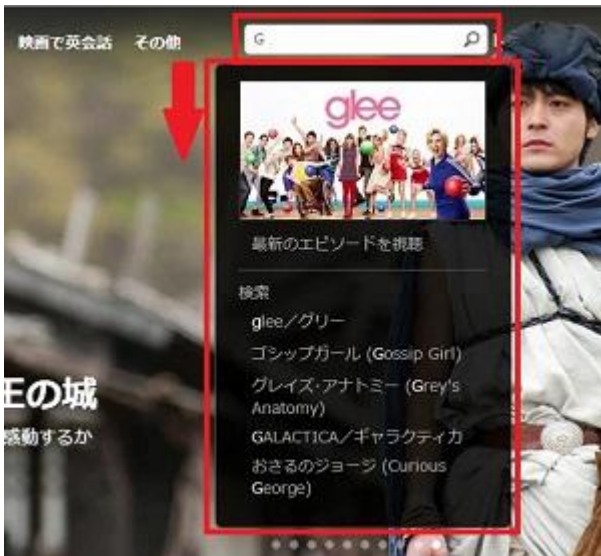 映画で英会話 その他
G
glee
最新のエピソードを視聴
検索
glee／グリー
ゴシップガール (Gossip Girl)
グレイズ·アナトミー (Grey's
Anatomy)
GALACTICA／ギャラクティカ
おさるのジョージ (Curious
George)
王の城
感動するか